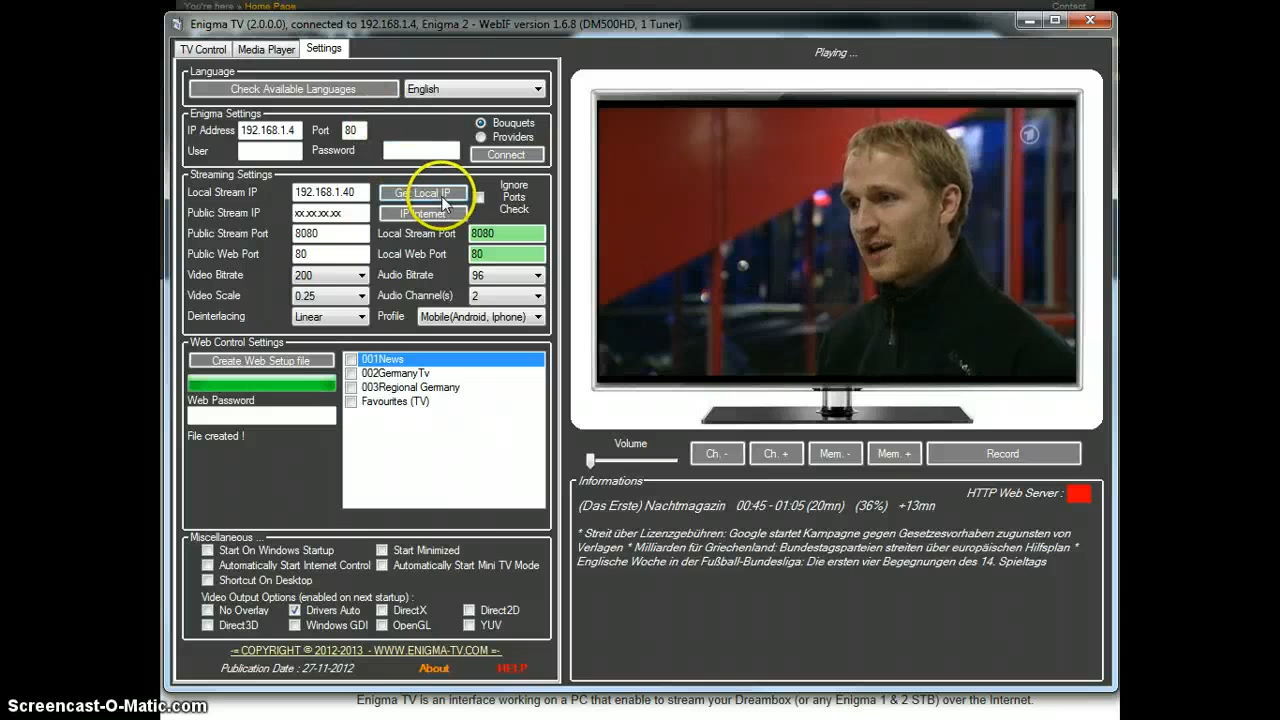 You're here » Home Page
Contact
Enigma TV (2.0.0.0), connected to 192.168.1.4, Enigma 2 - WebIF version 1.6.8 (DM500HD, 1 Tuner)
TV Control
Media Player
Settings
Playing ...
Language
Check Available Languages
English
Enigma Settings
IP Address 192.168.1.4 Port 80
Bouquets
Providers
User
Password
Connect
Streaming Settings
Local Stream IP 192.168.1.40 Get Local IP
Ignore Ports Check
Public Stream IP xx.xx.xx.xx IP Internet
Public Stream Port 8080 Local Stream Port 8080
Public Web Port 80 Local Web Port 80
Video Bitrate 200 Audio Bitrate 96
Video Scale 0.25 Audio Channel(s) 2
Deinterlacing Linear Profile Mobile(Android, Iphone)
Web Control Settings
Create Web Setup file
Web Password
File created !
001News
002GermanyTv
003Regional Germany
Favourites (TV)
Volume
Ch. -
Ch. +
Mem. -
Mem. +
Record
Informations
HTTP Web Server :
(Das Erste) Nachtmagazin 00:45 - 01:05 (20mn) (36%) +13mn
* Streit über Lizenzgebühren: Google startet Kampagne gegen Gesetzesvorhaben zugunsten von
Verlagen * Milliarden für Griechenland: Bundestagsparteien streiten über europäischen Hilfsplan *
Englische Woche in der Fußball-Bundesliga: Die ersten vier Begegnungen des 14. Spieltags
Miscellaneous ...
Start On Windows Startup
Start Minimized
Automatically Start Internet Control
Automatically Start Mini TV Mode
Shortcut On Desktop
Video Output Options (enabled on next startup) :
No Overlay
Drivers Auto
DirectX
Direct2D
Direct3D
Windows GDI
OpenGL
YUV
-= COPYRIGHT @ 2012-2013 - WWW.ENIGMA-TV.COM =-
Publication Date : 27-11-2012
About
HELP
Enigma TV is an interface working on a PC that enable to stream your Dreambox (or any Enigma 1 & 2 STB) over the Internet.
Screencast-O-Matic.com